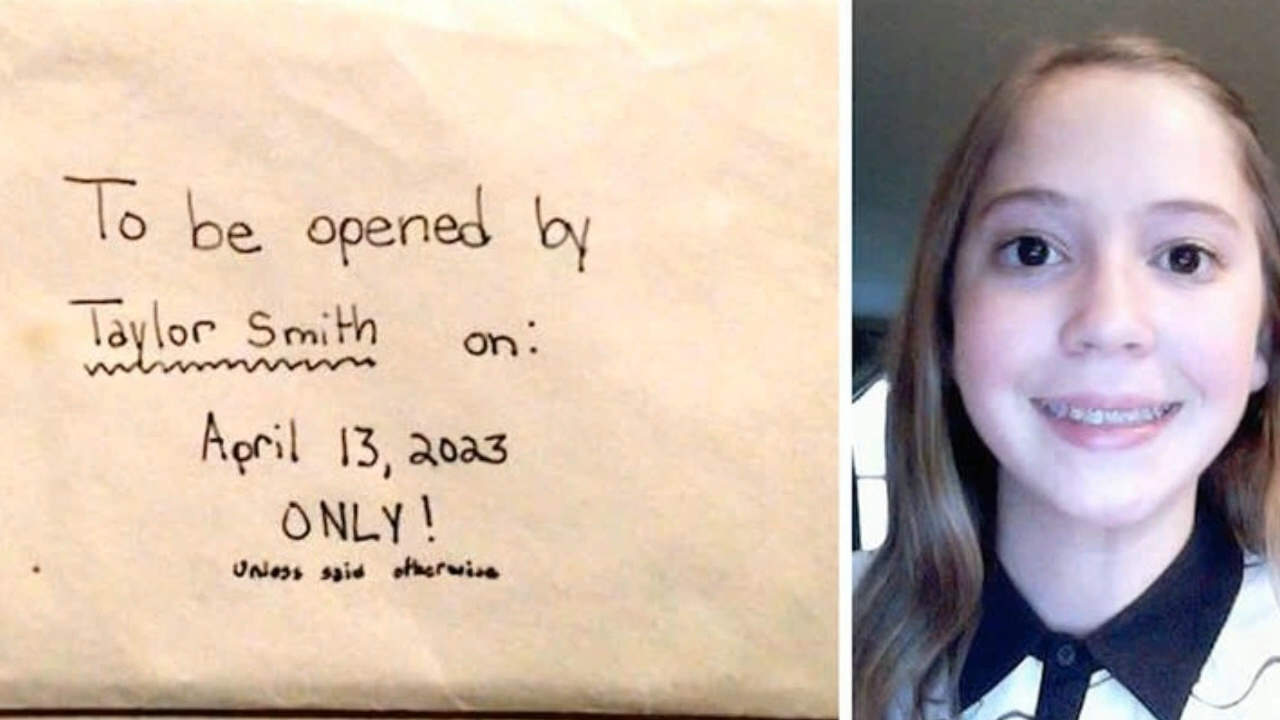 To be opened by
Taylor Smith on:
April 13, 2023
ONLY!
Unless said otherwise